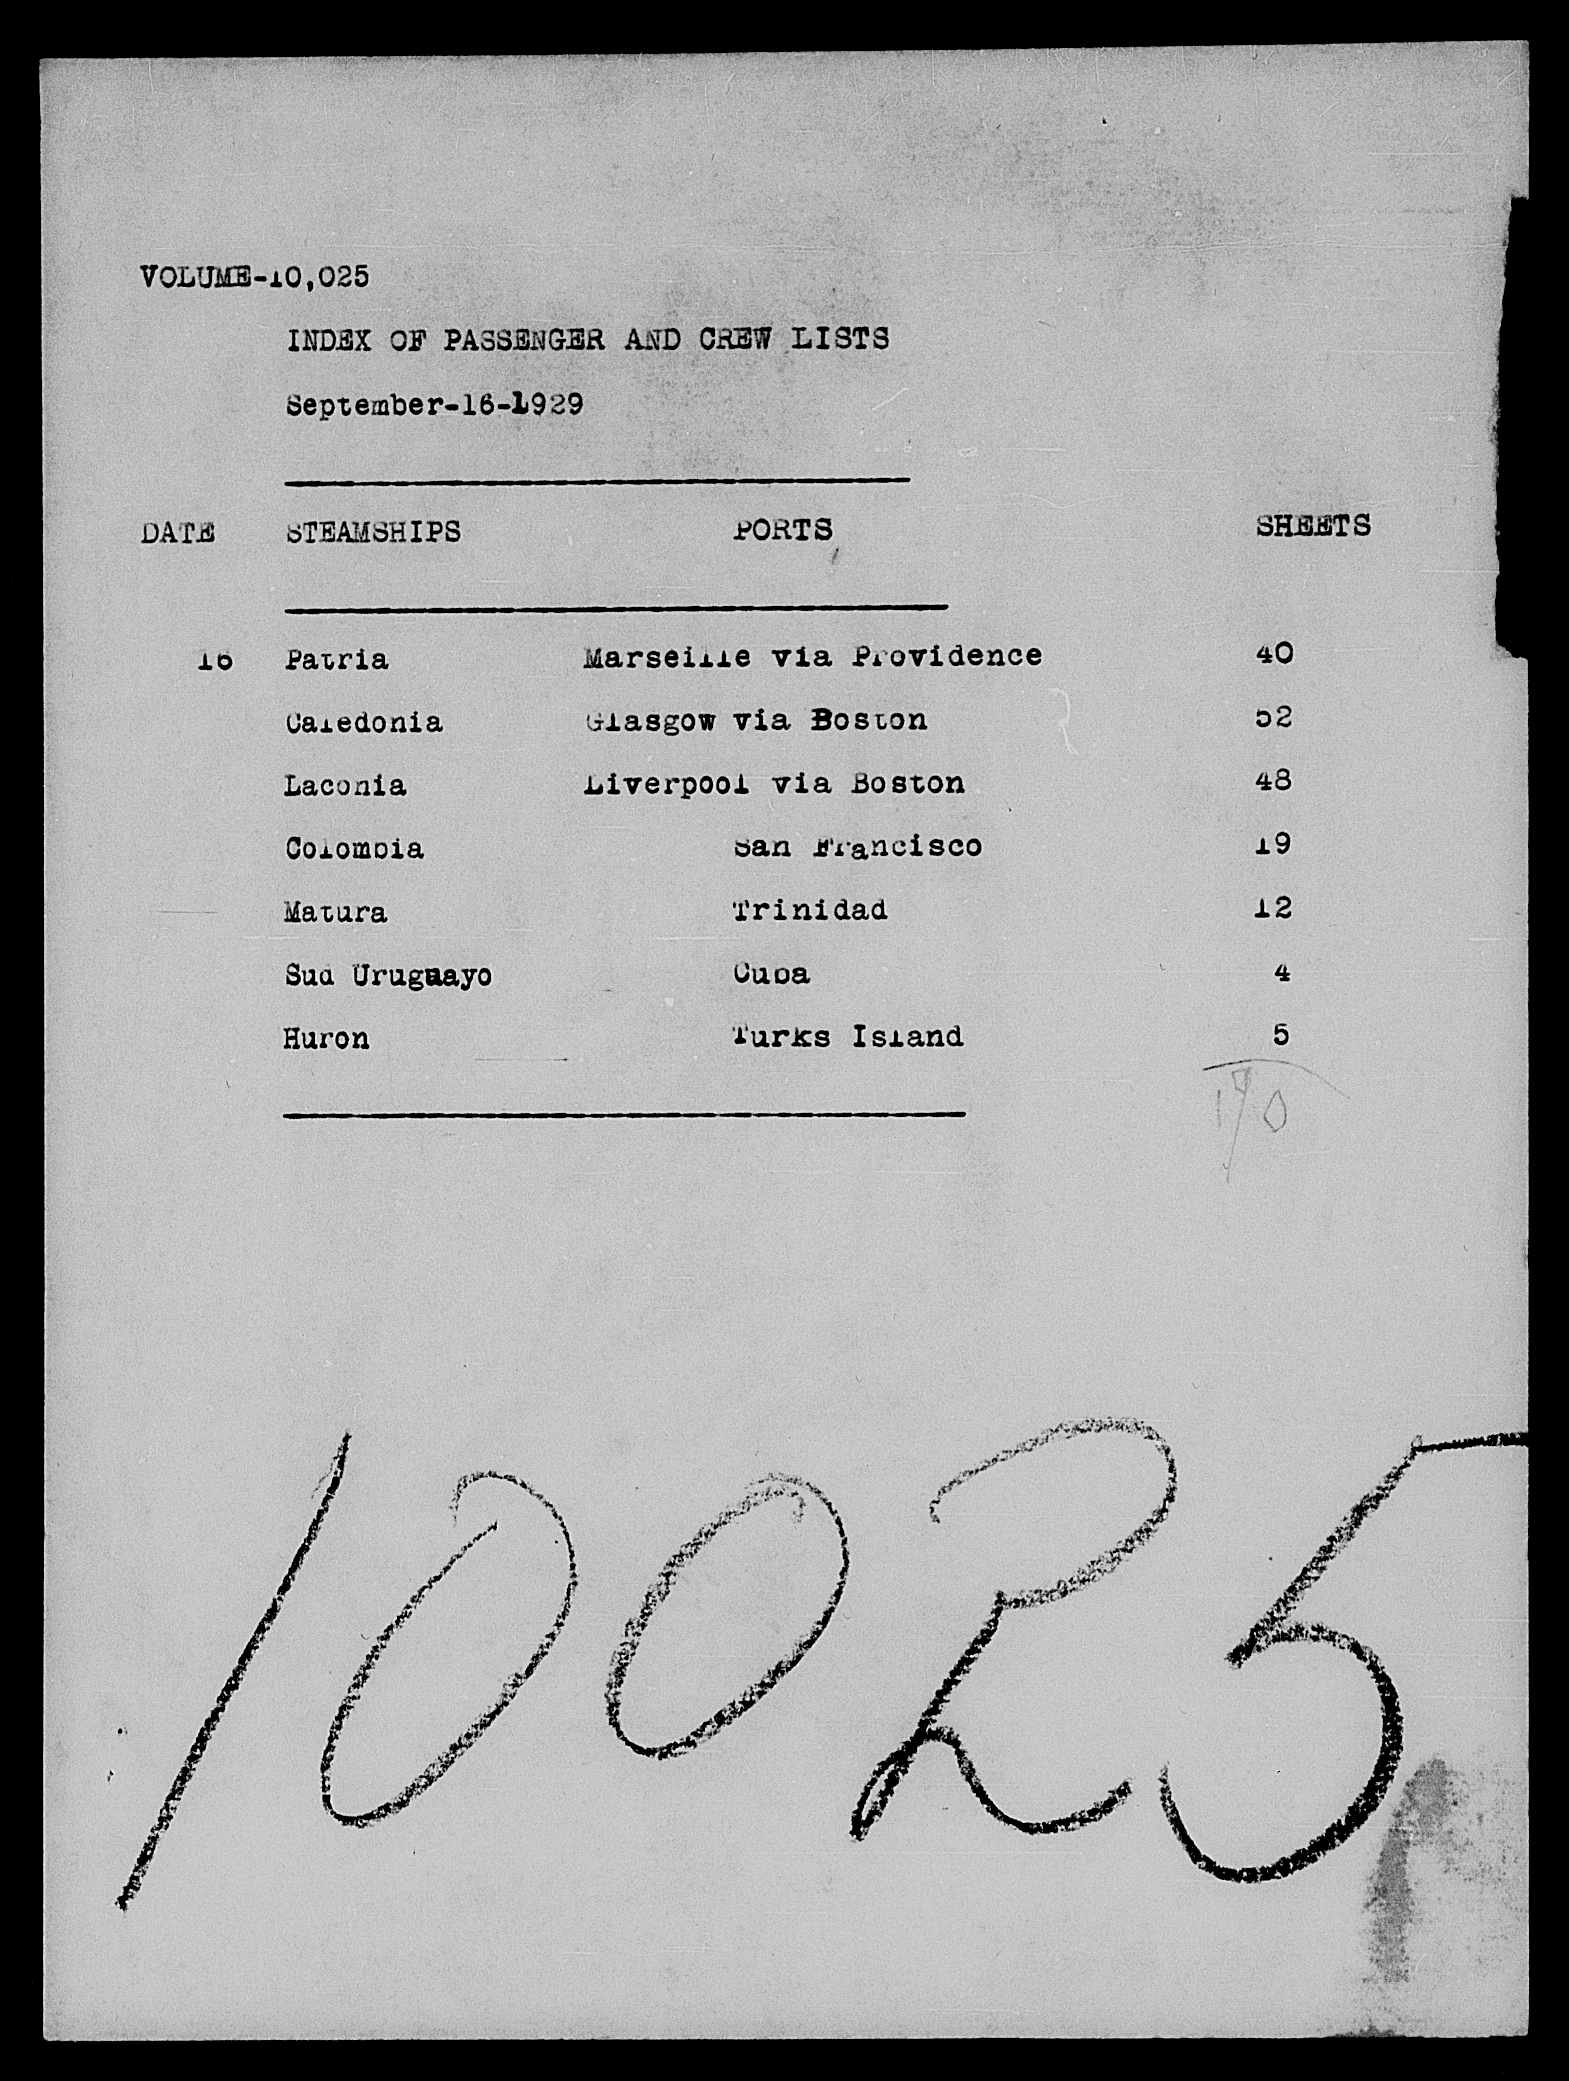 VOLUME-10,025
INDEX OF PASSENGER AND CREW LISTS
September-16-1929
DATE STEAMSHIPS PORTS SHEETS
16 Patria Marseille via Providence 40
Caledonia Glasgow via Boston 52
Laconia Liverpool via Boston 48
Colombia San Francisco 19
Matura Trinidad 12
Sud Uruguayo Cuba 4
Huron Turks Island 5
10025